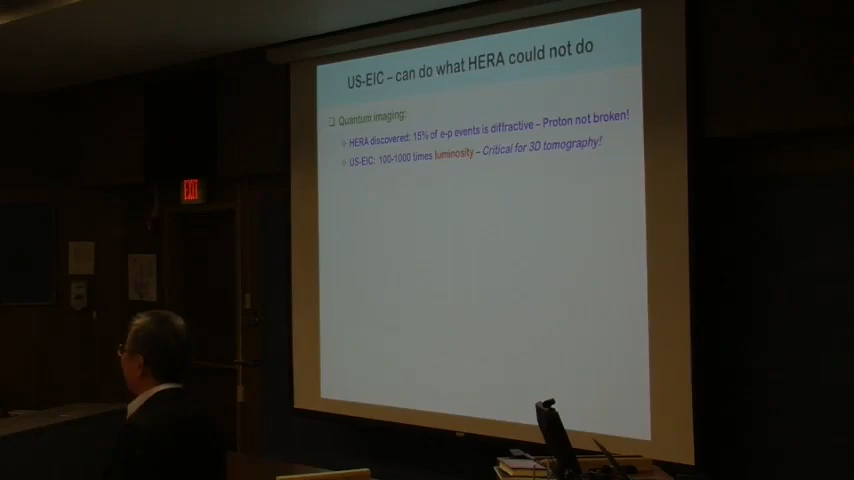 US-EIC – can do what HERA could not do
❑ Quantum imaging:
✧ HERA discovered: 15% of e-p events is diffractive – Proton not broken!
✧ US-EIC: 100-1000 times luminosity – Critical for 3D tomography!
EXIT